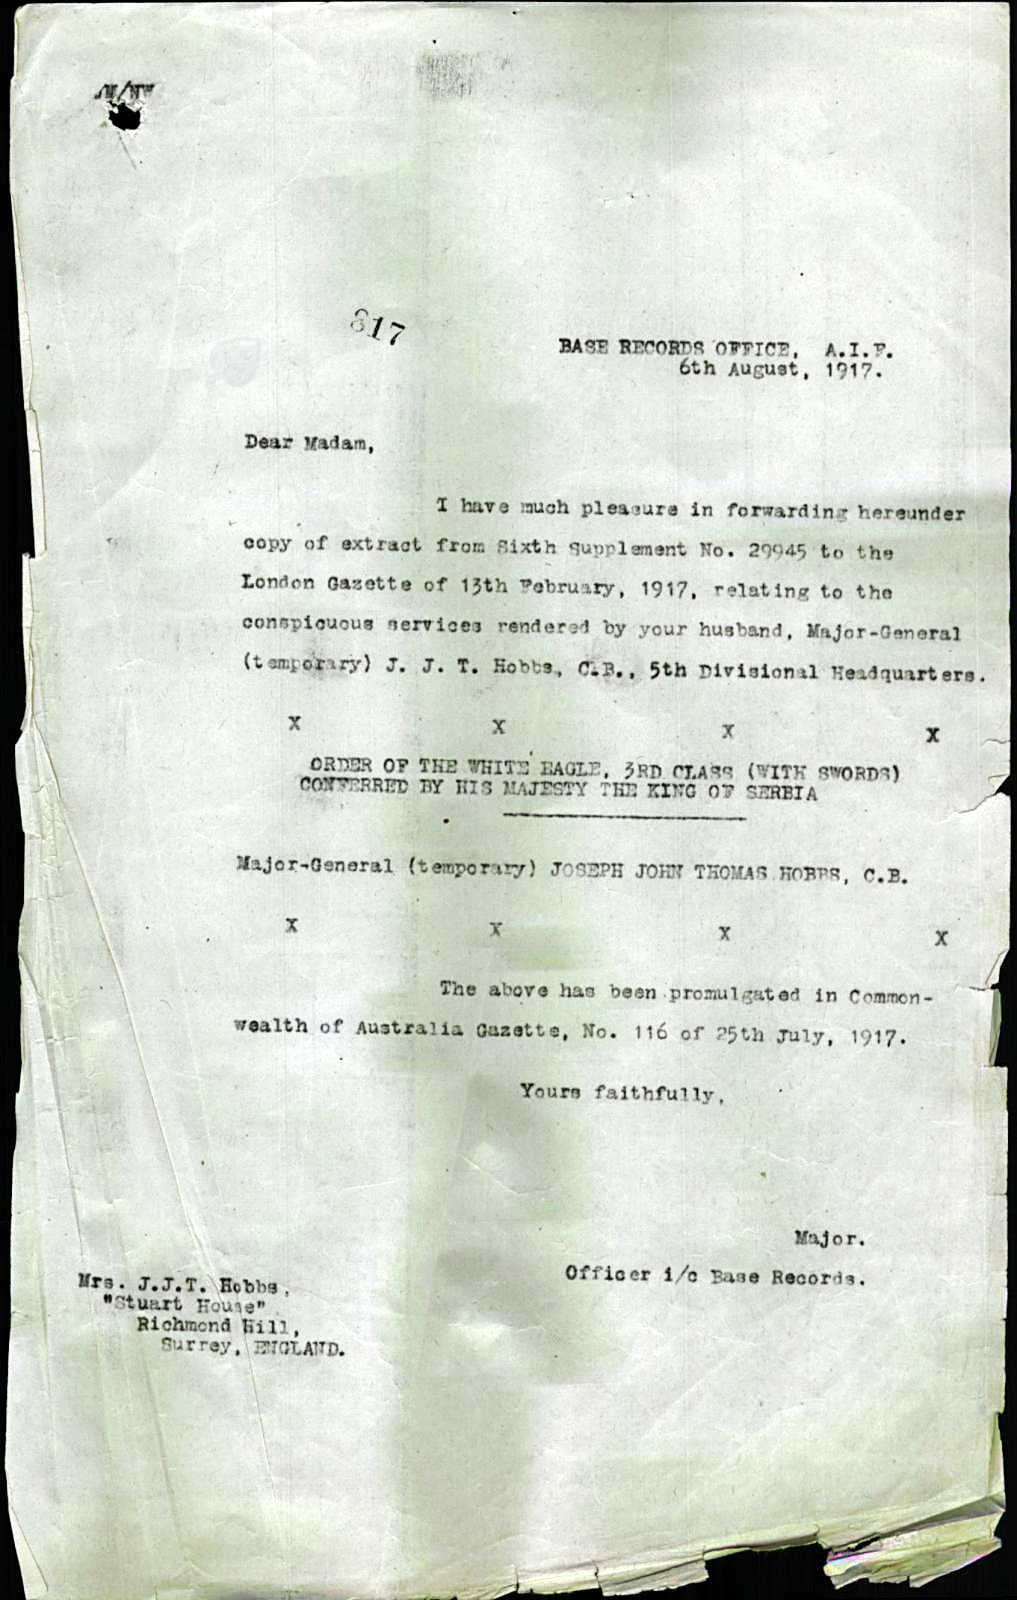 817
BASE RECORDS OFFICE, A.I.F.
6th August, 1917.
Dear Madam,
I have much pleasure in forwarding hereunder
copy of extract from Sixth Supplement No. 29945 to the
London Gazette of 13th February, 1917, relating to the
conspicuous services rendered by your husband, Major-General
(temporary) J. J. T. Hobbs, C.B., 5th Divisional Headquarters.
X X X X
ORDER OF THE WHITE EAGLE, 3RD CLASS (WITH SWORDS)
CONFERRED BY HIS MAJESTY THE KING OF SERBIA
Major-General (temporary) JOSEPH JOHN THOMAS HOBBS, C.B.
X X X X
The above has been promulgated in Common-
wealth of Australia Gazette, No. 116 of 25th July, 1917.
Yours faithfully,
Major.
Officer i/c Base Records.
Mrs. J.J.T. Hobbs,
"Stuart House"
Richmond Hill,
Surrey, ENGLAND.